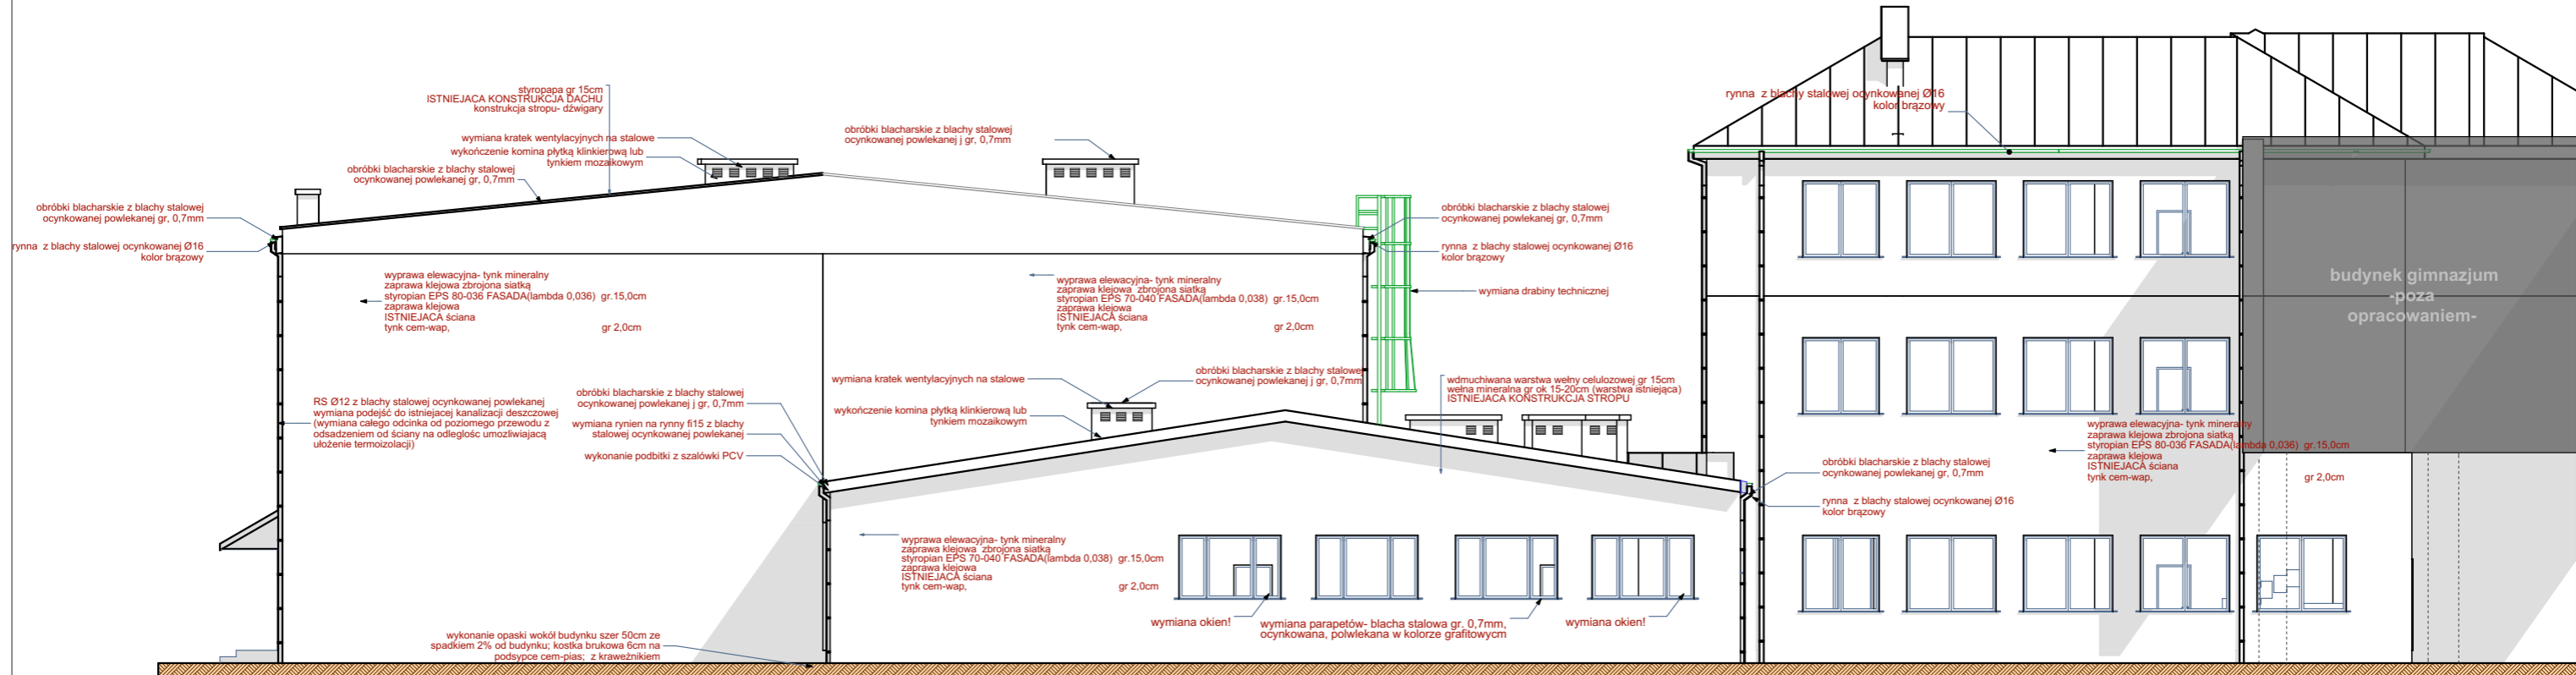 styropapa gr 15cm
ISTNIEJACA KONSTRUKCJA DACHU
konstrukcja stropu- dźwigary
wymiana kratek wentylacyjnych na stalowe
wykończenie komina płytką klinkierową lub
tynkiem mozaikowym
obróbki blacharskie z blachy stalowej
ocynkowanej powlekanej gr, 0,7mm
obróbki blacharskie z blachy stalowej
ocynkowanej powlekanej j gr, 0,7mm
obróbki blacharskie z blachy stalowej
ocynkowanej powlekanej gr, 0,7mm
rynna z blachy stalowej ocynkowanej Ø16
kolor brązowy
wyprawa elewacyjna- tynk mineralny
zaprawa klejowa zbrojona siatką
styropian EPS 80-036 FASADA(lambda 0,036) gr.15,0cm
zaprawa klejowa
ISTNIEJACA ściana
tynk cem-wap, gr 2,0cm
wyprawa elewacyjna- tynk mineralny
zaprawa klejowa zbrojona siatką
styropian EPS 70-040 FASADA(lambda 0,038) gr.15,0cm
zaprawa klejowa
ISTNIEJACA ściana
tynk cem-wap, gr 2,0cm
obróbki blacharskie z blachy stalowej
ocynkowanej powlekanej gr, 0,7mm
rynna z blachy stalowej ocynkowanej Ø16
kolor brązowy
wymiana drabiny technicznej
rynna z blachy stalowej ocynkowanej Ø16
kolor brązowy
budynek gimnazjum
-poza
opracowaniem-
RS Ø12 z blachy stalowej ocynkowanej powlekanej
wymiana podejść do istniejacej kanalizacji deszczowej
(wymiana całego odcinka od poziomego przewodu z
odsadzeniem od ściany na odleglośc umozliwiającą
ułożenie termoizolacji)
obróbki blacharskie z blachy stalowej
ocynkowanej powlekanej j gr, 0,7mm
wymiana rynien na rynny fi15 z blachy
stalowej ocynkowanej powlekanej
wykonanie podbitki z szalówki PCV
wymiana kratek wentylacyjnych na stalowe
wykończenie komina płytką klinkierową lub
tynkiem mozaikowym
obróbki blacharskie z blachy stalowej
ocynkowanej powlekanej j gr, 0,7mm
wdmuchiwana warstwa wełny celulozowej gr 15cm
wełna mineralna gr ok 15-20cm (warstwa istniejąca)
ISTNIEJACA KONSTRUKCJA STROPU
obróbki blacharskie z blachy stalowej
ocynkowanej powlekanej gr, 0,7mm
rynna z blachy stalowej ocynkowanej Ø16
kolor brązowy
wyprawa elewacyjna- tynk mineralny
zaprawa klejowa zbrojona siatką
styropian EPS 80-036 FASADA(lambda 0,036) gr.15,0cm
zaprawa klejowa
ISTNIEJACA ściana
tynk cem-wap, gr 2,0cm
wyprawa elewacyjna- tynk mineralny
zaprawa klejowa zbrojona siatką
styropian EPS 70-040 FASADA(lambda 0,038) gr.15,0cm
zaprawa klejowa
ISTNIEJACA ściana
tynk cem-wap, gr 2,0cm
wymiana okien!
wymiana parapetów- blacha stalowa gr. 0,7mm,
ocynkowana, polwlekana w kolorze grafitowycm
wymiana okien!
wykonanie opaski wokół budynku szer 50cm ze
spadkiem 2% od budynku; kostka brukowa 6cm na
podsypce cem-pias; z krawężnikiem